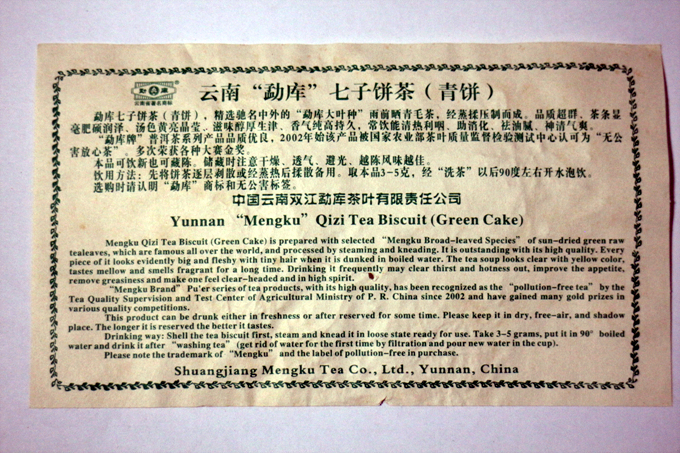 勐库
云南省著名商标
云南“勐库”七子饼茶（青饼）
勐库七子饼茶（青饼），精选驰名中外的“勐库大叶种”雨前晒青毛茶，经蒸揉压制而成。品质超群、茶条显
毫肥硕润泽、汤色黄亮晶莹、滋味醇厚生津、香气纯高持久，常饮能清热利咽、助消化、祛油腻、神清气爽。
“勐库牌”普洱茶系列产品品质优良，2002年始该产品被国家农业部茶叶质量监督检验测试中心认可为“无公
害放心茶”、多次荣获各种大赛金奖。
本品可饮新也可藏陈。储藏时注意干燥、透气、避光、越陈风味越佳。
饮用方法：先将饼茶逐层剥散或经蒸热后揉散备用。取本品3-5克，经“洗茶”以后90度左右开水泡饮。
选购时请认明“勐库”商标和无公害标签。
中国云南双江勐库茶叶有限责任公司
Yunnan “Mengku” Qizi Tea Biscuit (Green Cake)
Mengku Qizi Tea Biscuit (Green Cake) is prepared with selected “Mengku Broad-leaved Species” of sun-dried green raw
tealeaves, which are famous all over the world, and processed by steaming and kneading. It is outstanding with its high quality. Every
piece of it looks evidently big and fleshy with tiny hair when it is dunked in boiled water. The tea soup looks clear with yellow color,
tastes mellow and smells fragrant for a long time. Drinking it frequently may clear thirst and hotness out, improve the appetite,
remove greasiness and make one feel clear-headed and in high spirit.
“Mengku Brand” Pu'er series of tea products, with its high quality, has been recognized as the “pollution-free tea” by the
Tea Quality Supervision and Test Center of Agricultural Ministry of P. R. China since 2002 and have gained many gold prizes in
various quality competitions.
This product can be drunk either in freshness or after reserved for some time. Please keep it in dry, free-air, and shadow
place. The longer it is reserved the better it tastes.
Drinking way: Shell the tea biscuit first, steam and knead it in loose state ready for use. Take 3-5 grams, put it in 90° boiled
water and drink it after “washing tea” (get rid of water for the first time by filtration and pour new water in the cup).
Please note the trademark of “Mengku” and the label of pollution-free in purchase.
Shuangjiang Mengku Tea Co., Ltd., Yunnan, China